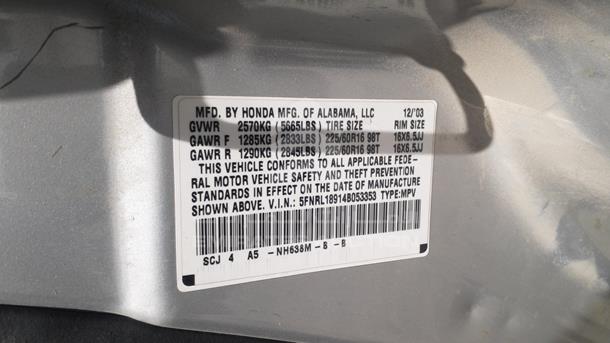 MFD. BY HONDA MFG. OF ALABAMA, LLC 12/'03
GVWR 2570KG (5665LBS) TIRE SIZE RIM SIZE
GAWR F 1285KG (2833LBS) 225/60R16 98T 16X6.5JJ
GAWR R 1290KG (2845LBS) 225/60R16 98T 16X6.5JJ
THIS VEHICLE CONFORMS TO ALL APPLICABLE FEDE-
RAL MOTOR VEHICLE SAFETY AND THEFT PREVENTION
STANDARDS IN EFFECT ON THE DATE OF MANUFACTURE
SHOWN ABOVE. V.I.N.: 5FNRL18914B053353 TYPE:MPV
SCJ 4 A5 -NH638M-B-B